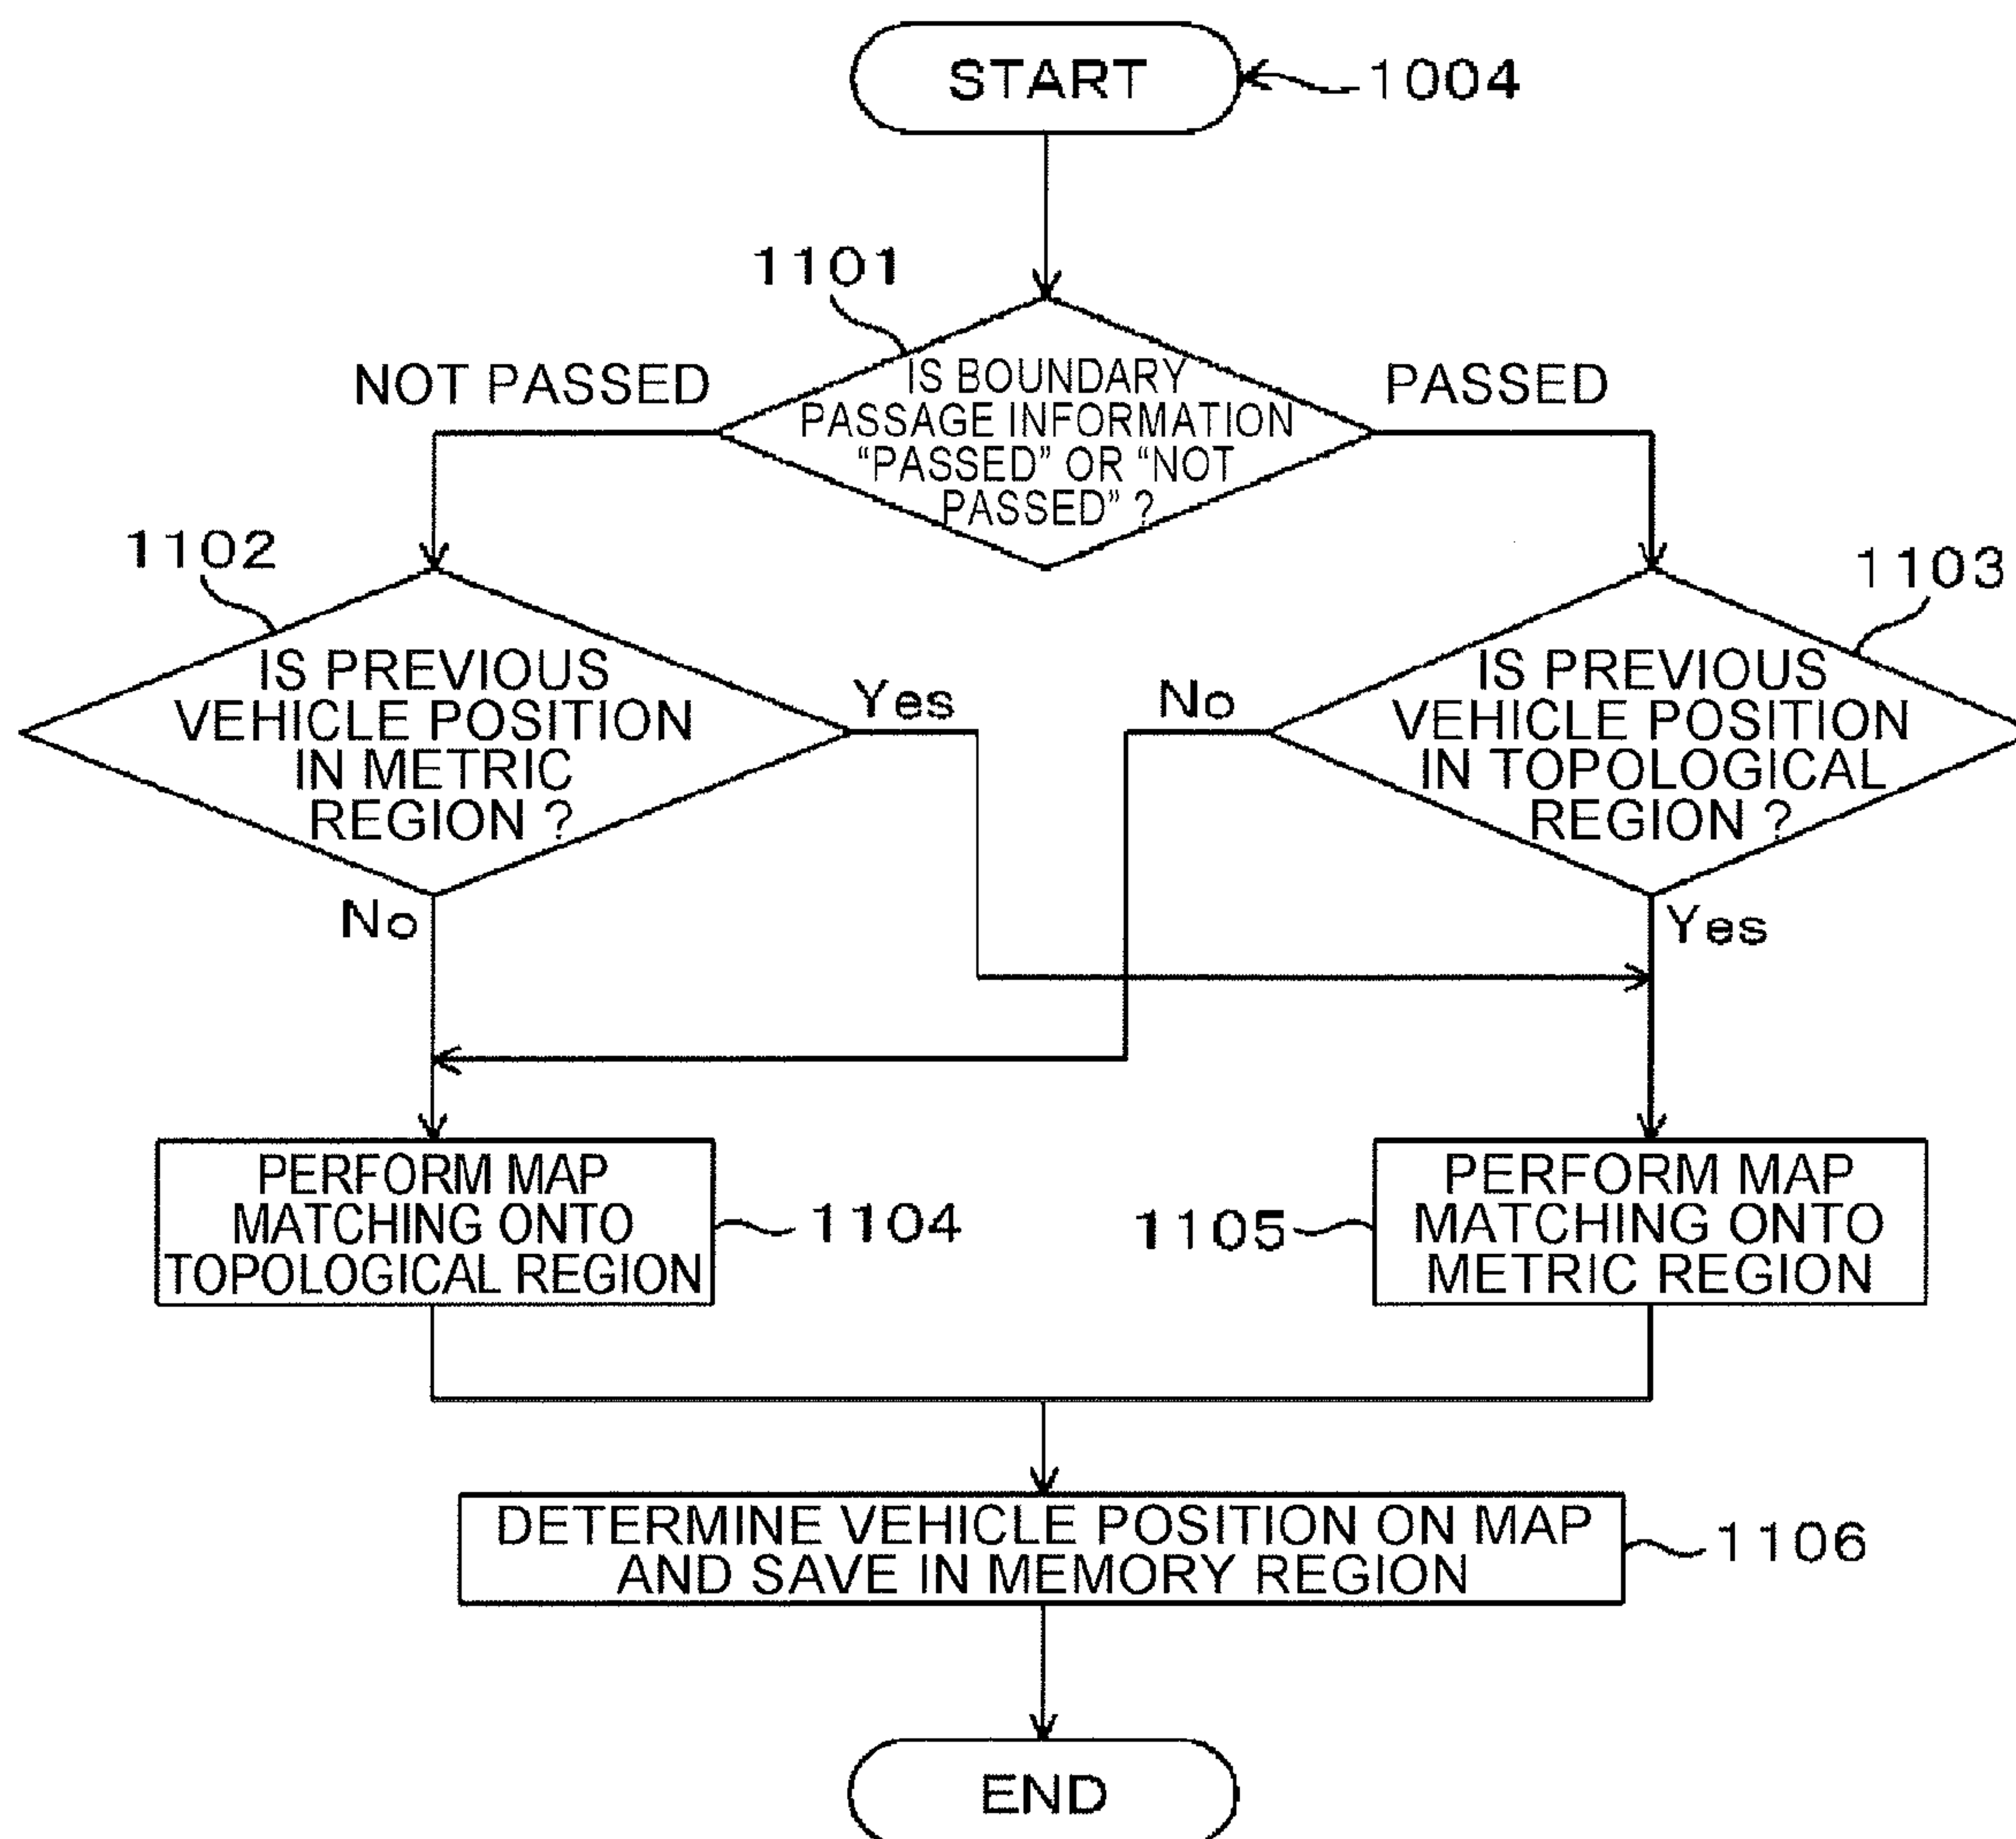 START
1004
1101
IS BOUNDARY
PASSAGE INFORMATION
“PASSED” OR “NOT
PASSED” ?
NOT PASSED
PASSED
1102
IS PREVIOUS
VEHICLE POSITION
IN METRIC
REGION ?
Yes
No
1103
IS PREVIOUS
VEHICLE POSITION
IN TOPOLOGICAL
REGION ?
No
Yes
PERFORM MAP
MATCHING ONTO
TOPOLOGICAL REGION
1104
1105
PERFORM MAP
MATCHING ONTO
METRIC REGION
DETERMINE VEHICLE POSITION ON MAP
AND SAVE IN MEMORY REGION
1106
END